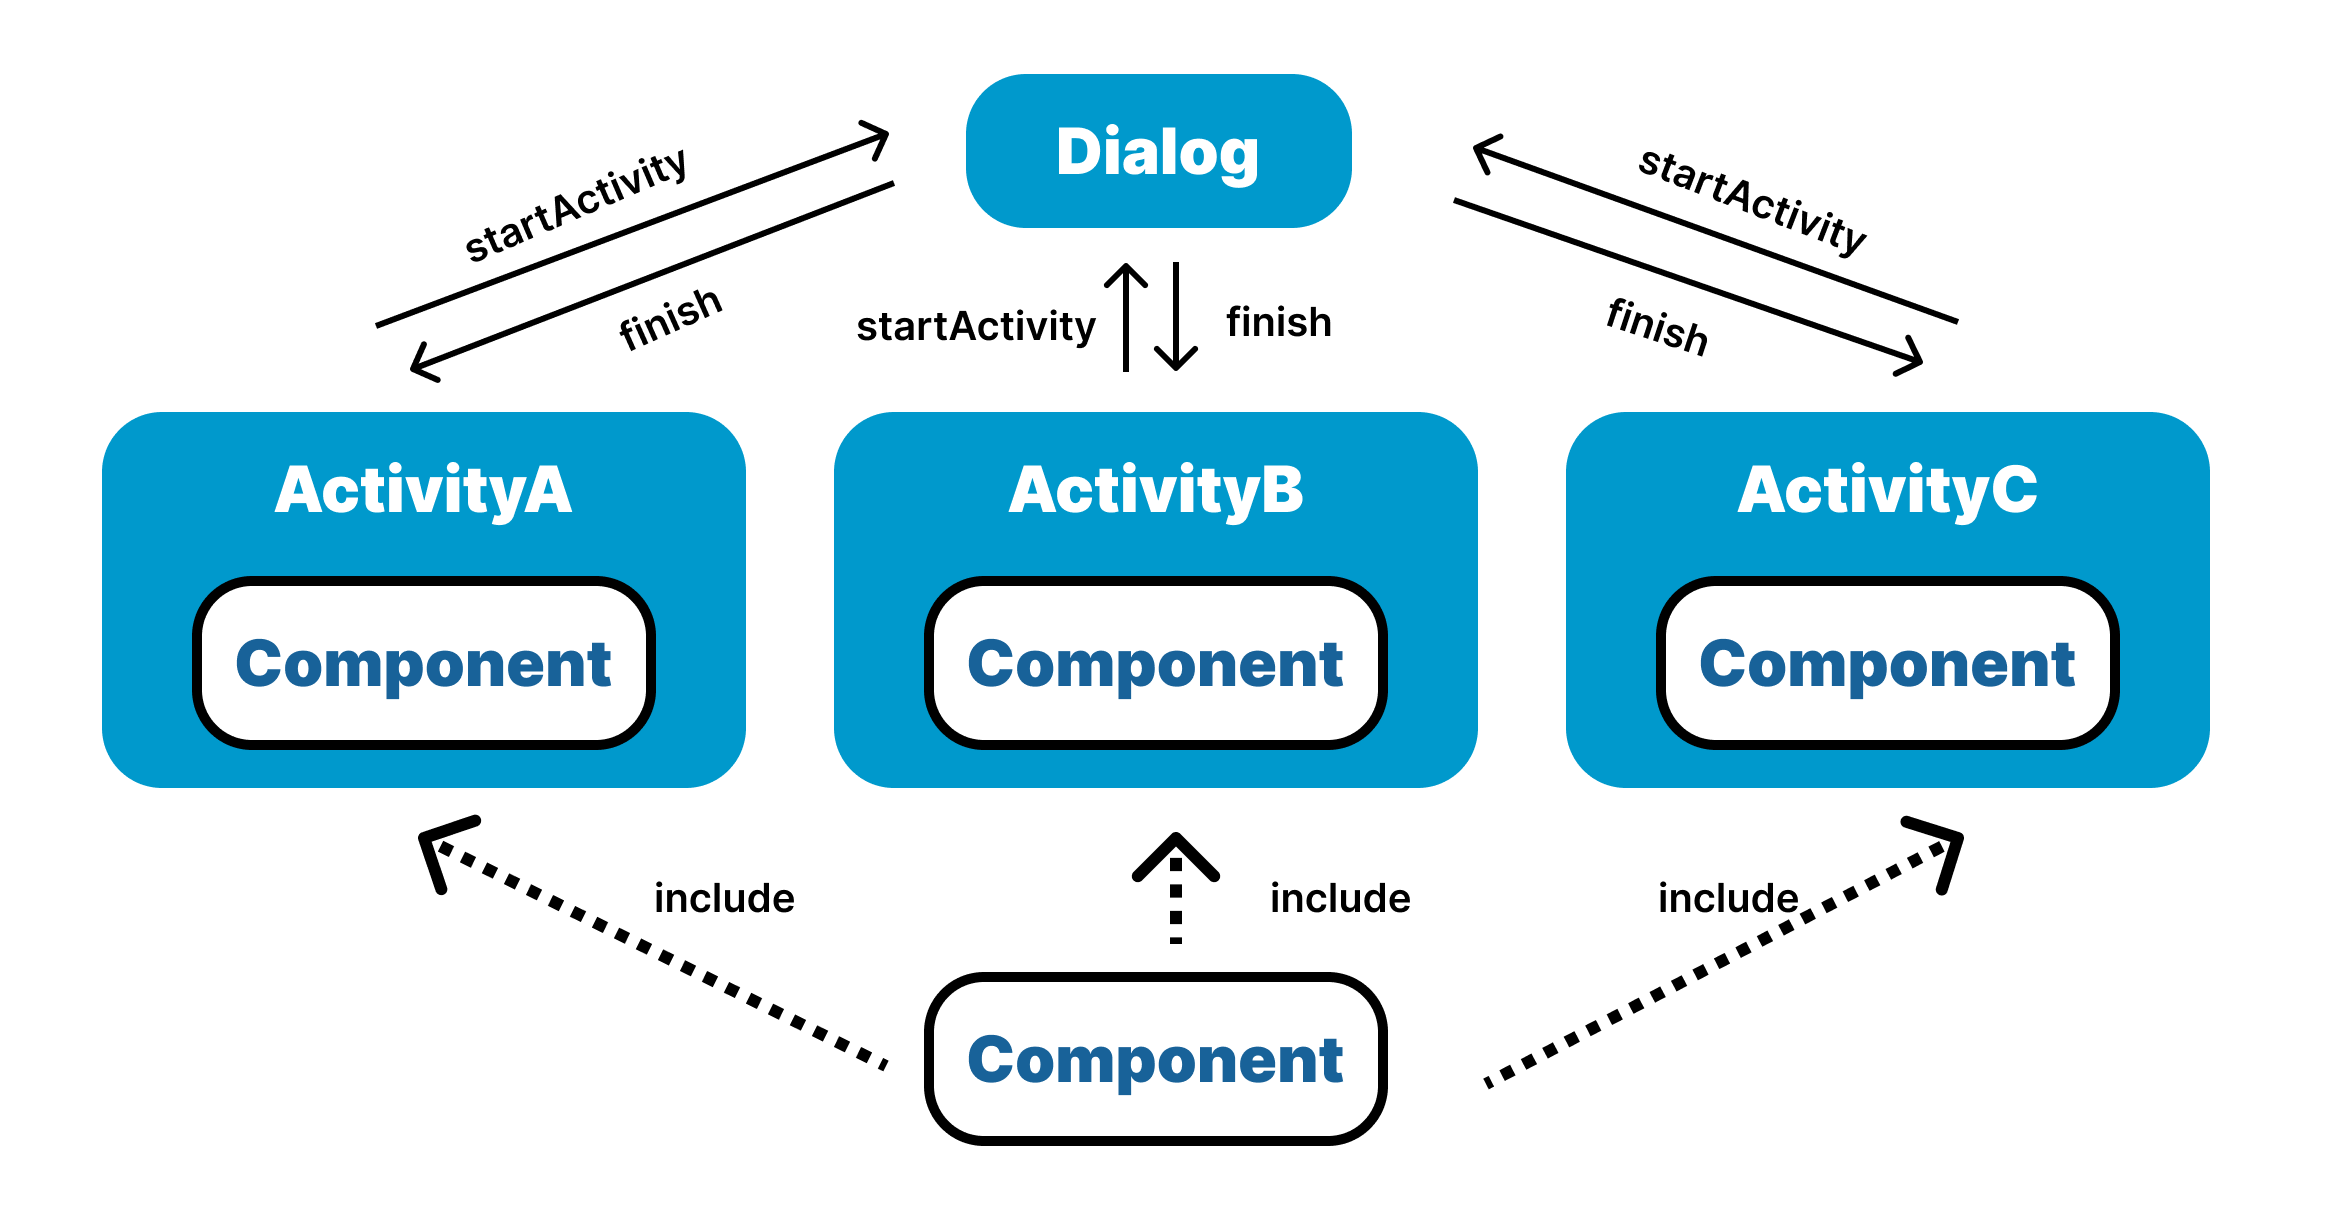 Dialog
startActivity
finish
startActivity
finish
startActivity
finish
ActivityA
Component
ActivityB
Component
ActivityC
Component
include
include
include
Component